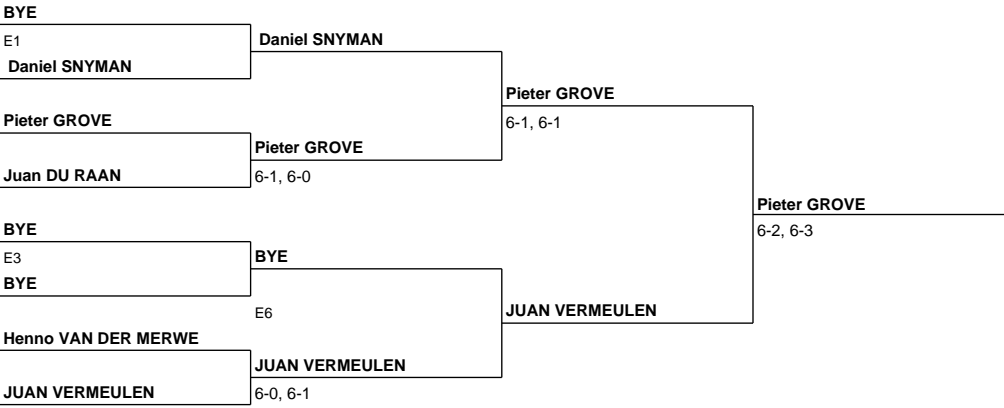 BYE
E1
Daniel SNYMAN
Daniel SNYMAN
Pieter GROVE
6-1, 6-1
Pieter GROVE
Pieter GROVE
Juan DU RAAN
6-1, 6-0
Pieter GROVE
6-2, 6-3
BYE
E3
BYE
BYE
E6
JUAN VERMEULEN
Henno VAN DER MERWE
JUAN VERMEULEN
JUAN VERMEULEN
6-0, 6-1